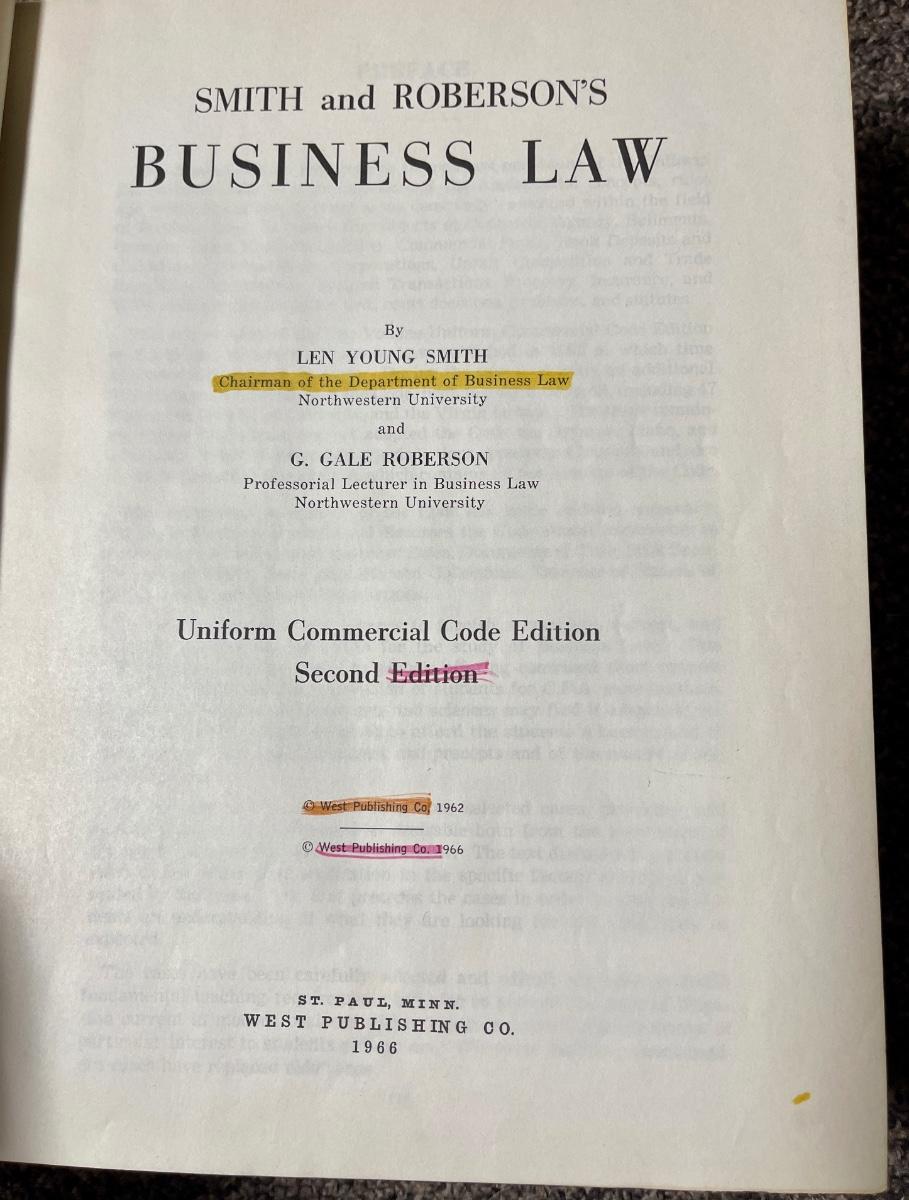 SMITH and ROBERSON'S
BUSINESS LAW
By
LEN YOUNG SMITH
Chairman of the Department of Business Law
Northwestern University
and
G. GALE ROBERSON
Professorial Lecturer in Business Law
Northwestern University
Uniform Commercial Code Edition
Second Edition
© West Publishing Co. 1962
© West Publishing Co. 1966
ST. PAUL, MINN.
WEST PUBLISHING CO.
1966